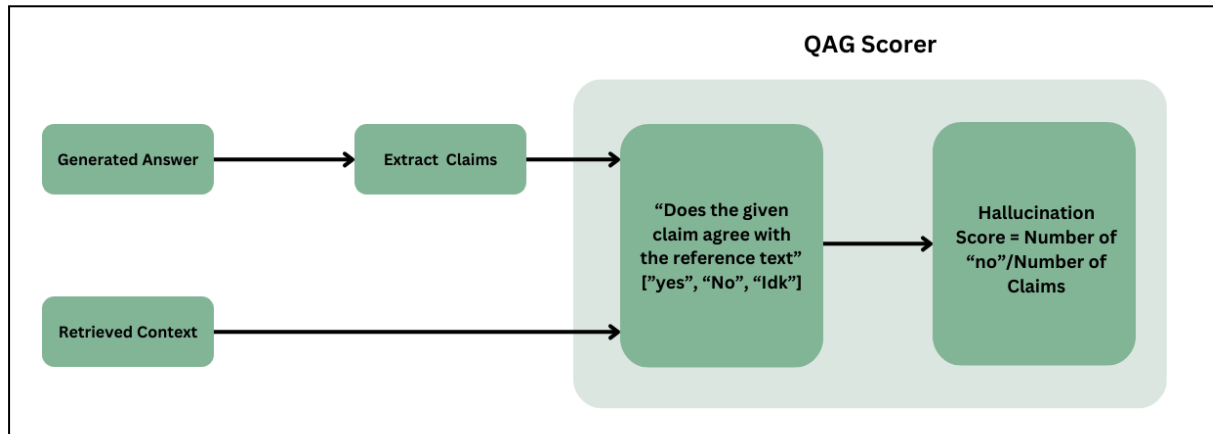 QAG Scorer
Generated Answer
Extract Claims
“Does the given
claim agree with
the reference text”
[”yes”, “No”, “Idk”]
Hallucination
Score = Number of
“no”/Number of
Claims
Retrieved Context